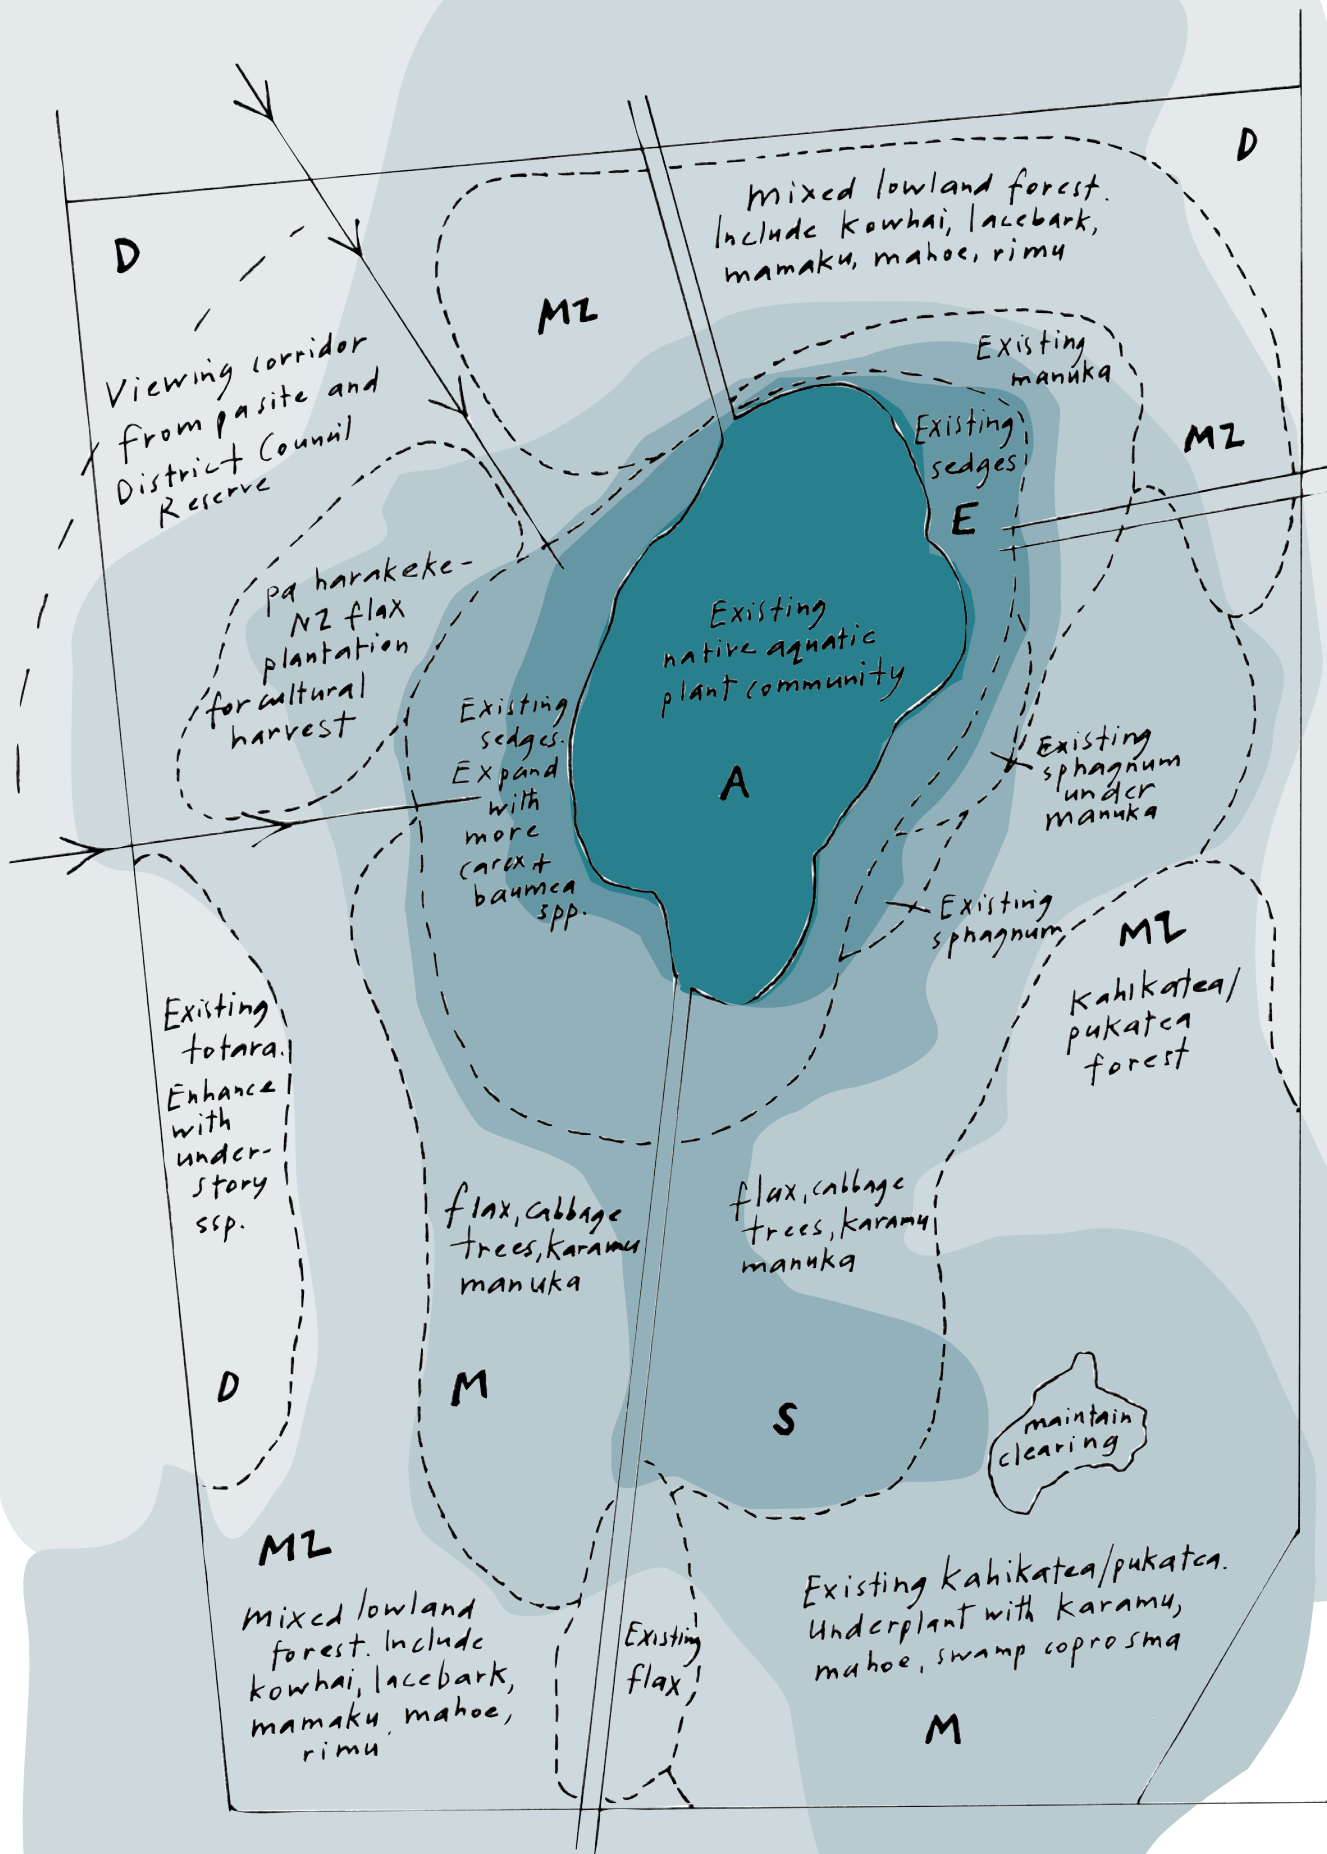 D
D
mixed lowland forest.
Include kowhai, lacebark,
mamaku, mahoe, rimu
MZ
Existing
manuka
Viewing corridor
from pa site and
District Council
Reserve
Existing
sedges
MZ
E
pa harakeke-
NZ flax
plantation
for cultural
harvest
Existing
native aquatic
plant community
A
Existing
sedges.
Expand
with
more
carex +
baumea
spp.
Existing
sphagnum
under
manuka
Existing
sphagnum
MZ
Kahikatea/
pukatea
forest
Existing
totara.
Enhance
with
under-
story
ssp.
D
flax, cabbage
trees, karamu
manuka
M
flax, cabbage
trees, karamu
manuka
S
maintain
clearing
MZ
mixed lowland
forest. Include
kowhai, lacebark,
mamaku, mahoe,
rimu
Existing
flax
Existing kahikatea/pukatea.
Underplant with karamu,
mahoe, swamp coprosma
M